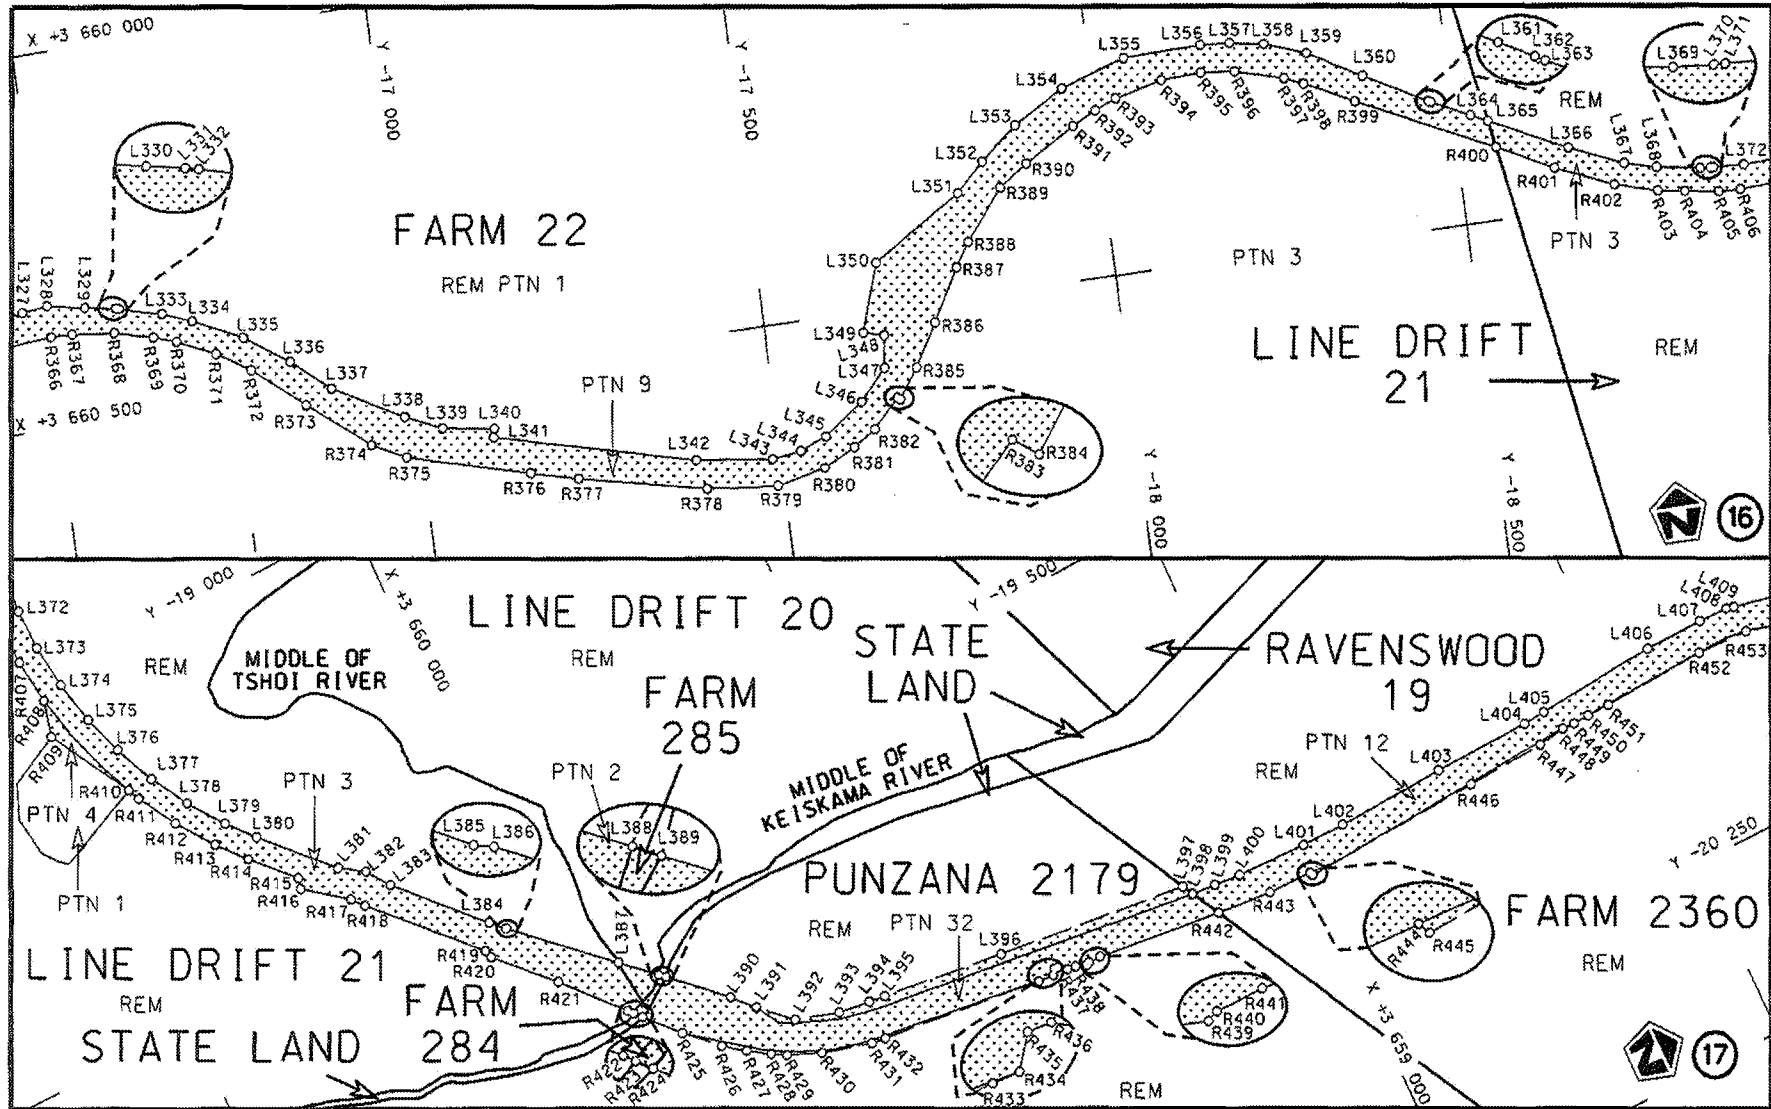 X +3 660 000
Y -17 000
Y -17 500
L330
L331
L332
FARM 22
REM PTN 1
L327
L328
L329
L333
L334
L335
L336
L337
L338
L339
L340
L341
L342
L343
L344
L345
L346
L347
L348
L349
L350
L351
L352
L353
L354
L355
L356
L357
L358
L359
L360
L361
L362
L363
L364
L365
L366
L367
L368
L369
L370
L371
L372
REM
R366
R367
R368
R369
R370
R371
R372
R373
R374
R375
R376
R377
R378
R379
R380
R381
R382
R383
R384
R385
R386
R387
R388
R389
R390
R391
R392
R393
R394
R395
R396
R397
R398
R399
R400
R401
R402
R403
R404
R405
R406
X +3 660 500
PTN 9
PTN 3
PTN 3
LINE DRIFT
21
REM
Y -18 000
Y -18 500
N
16
Y -19 000
X +3 660 000
LINE DRIFT 20
REM
Y -19 500
STATE
LAND
RAVENSWOOD
19
L372
L373
L374
L375
L376
L377
L378
L379
L380
L381
L382
L383
L384
L385
L386
L387
L388
L389
L390
L391
L392
L393
L394
L395
L396
L397
L398
L399
L400
L401
L402
L403
L404
L405
L406
L407
L408
L409
REM
MIDDLE OF
TSHOI RIVER
FARM
285
PTN 2
PTN 3
MIDDLE OF
KEISKAMA RIVER
PTN 12
REM
R407
R408
R409
R410
R411
R412
R413
R414
R415
R416
R417
R418
R419
R420
R421
R422
R423
R424
R425
R426
R427
R428
R429
R430
R431
R432
R433
R434
R435
R436
R437
R438
R439
R440
R441
R442
R443
R444
R445
R446
R447
R448
R449
R450
R451
R452
R453
PTN 4
PTN 1
PUNZANA 2179
REM
PTN 32
Y -20 250
FARM 2360
REM
LINE DRIFT 21
REM
FARM
284
STATE LAND
REM
X +3 659 000
N
17